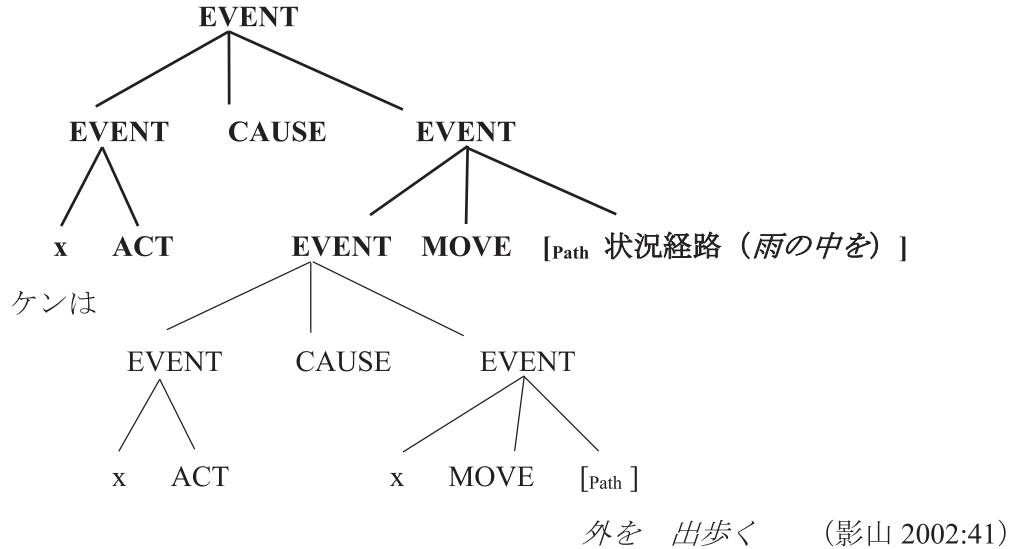 EVENT
EVENT CAUSE EVENT
x ACT EVENT MOVE [Path 状況経路（雨の中を）]
ケンは
EVENT CAUSE EVENT
x ACT x MOVE [Path ]
外を 出歩く （影山 2002:41）